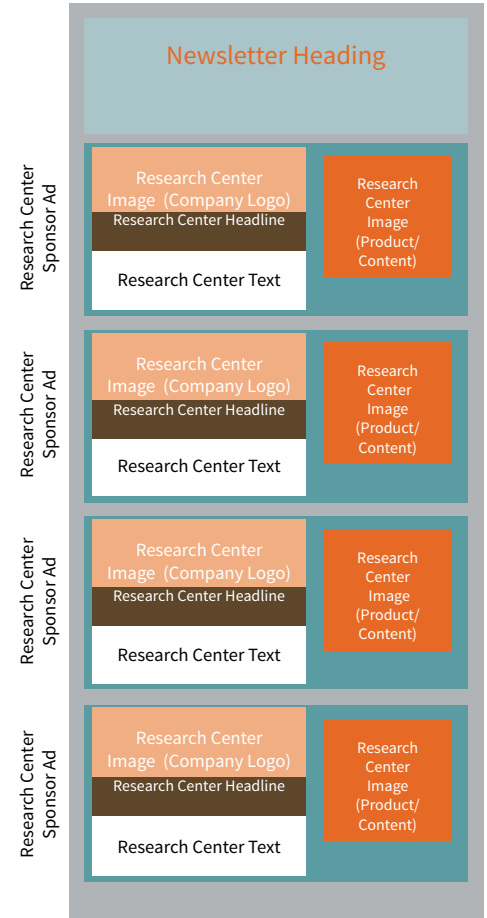 Newsletter Heading
Research Center
Sponsor Ad
Research Center
Image (Company Logo)
Research Center Headline
Research Center Text
Research
Center
Image
(Product/
Content)
Research Center
Sponsor Ad
Research Center
Image (Company Logo)
Research Center Headline
Research Center Text
Research
Center
Image
(Product/
Content)
Research Center
Sponsor Ad
Research Center
Image (Company Logo)
Research Center Headline
Research Center Text
Research
Center
Image
(Product/
Content)
Research Center
Sponsor Ad
Research Center
Image (Company Logo)
Research Center Headline
Research Center Text
Research
Center
Image
(Product/
Content)